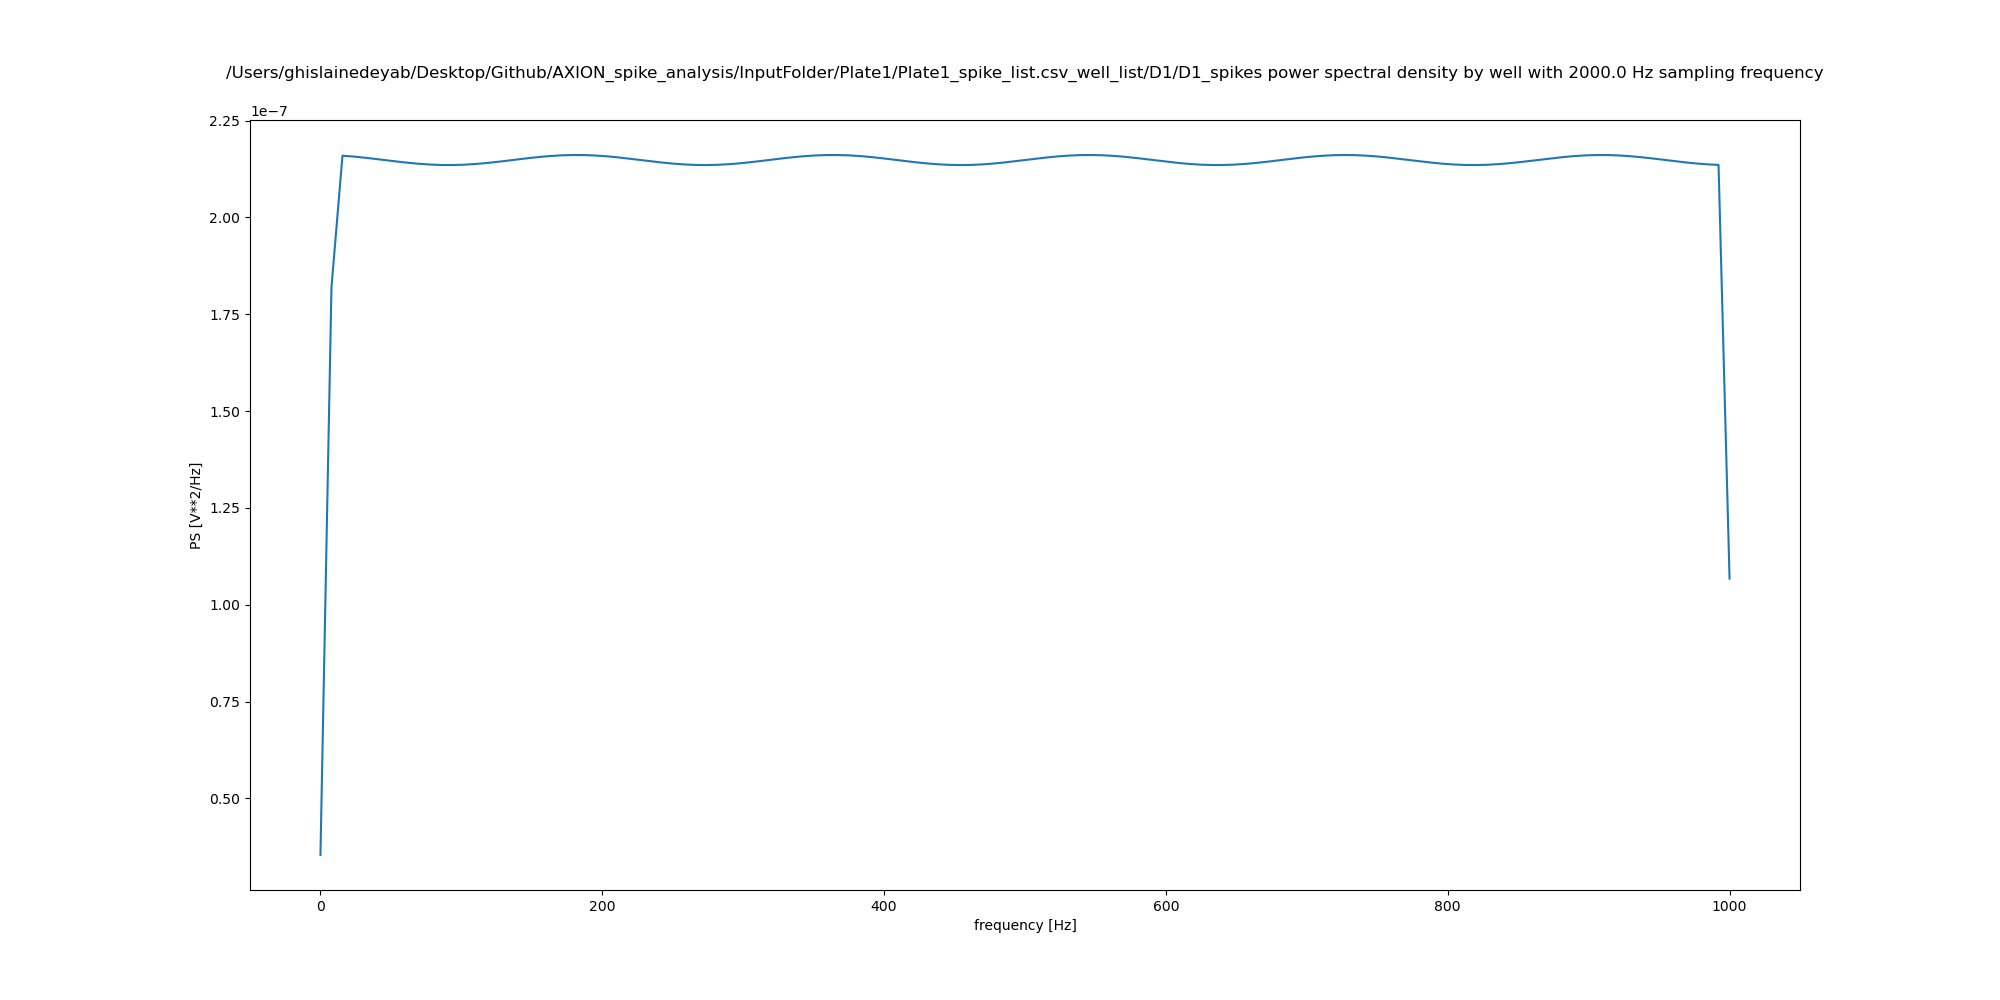 /Users/ghislainedeyab/Desktop/Github/AXION_spike_analysis/InputFolder/Plate1/Plate1_spike_list.csv_well_list/D1/D1_spikes power spectral density by well with 2000.0 Hz sampling frequency
1e−7
2.25
2.00
1.75
1.50
1.25
1.00
0.75
0.50
PS [V**2/Hz]
0 200 400 600 800 1000
frequency [Hz]